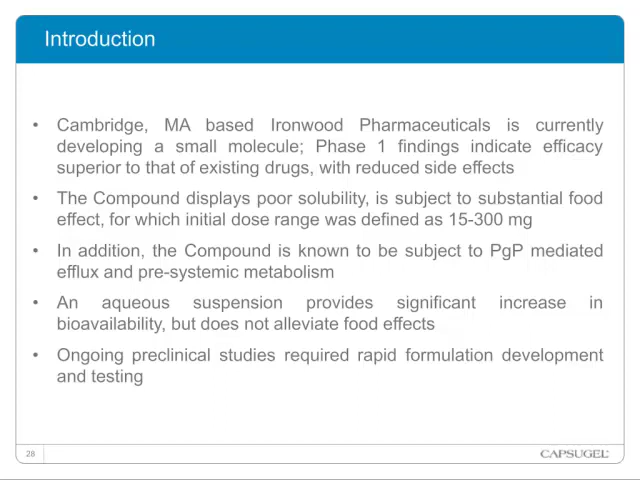 Introduction
• Cambridge, MA based Ironwood Pharmaceuticals is currently
developing a small molecule; Phase 1 findings indicate efficacy
superior to that of existing drugs, with reduced side effects
• The Compound displays poor solubility, is subject to substantial food
effect, for which initial dose range was defined as 15-300 mg
• In addition, the Compound is known to be subject to PgP mediated
efflux and pre-systemic metabolism
• An aqueous suspension provides significant increase in
bioavailability, but does not alleviate food effects
• Ongoing preclinical studies required rapid formulation development
and testing
28
CAPSUGEL